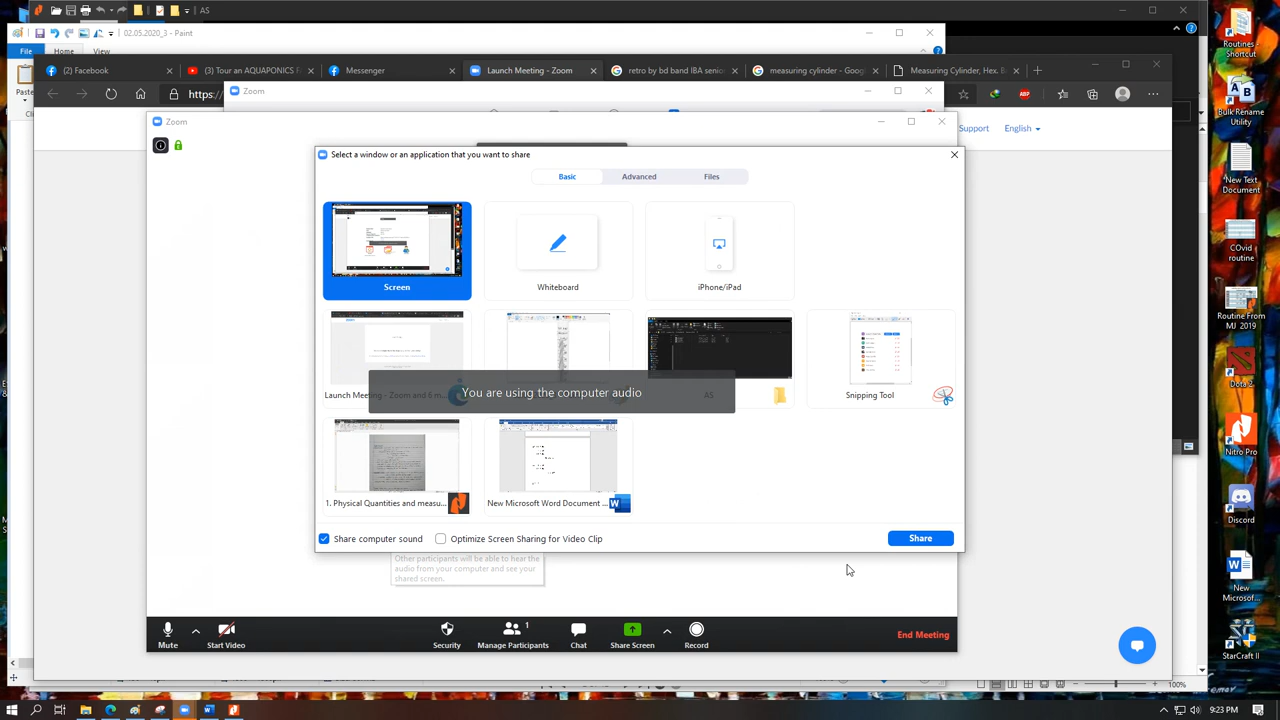 AS
02.05.2020_3 - Paint
File
Home
View
Paste
(2) Facebook
(3) Tour an AQUAPONICS F
Messenger
Launch Meeting - Zoom
retro by bd band IBA senio
measuring cylinder - Goog
Measuring Cylinder, Hex. B
https://
Zoom
Support
English
Zoom
Select a window or an application that you want to share
Basic
Advanced
Files
Screen
Whiteboard
iPhone/iPad
Launch Meeting - Zoom and 6 m...
AS
Snipping Tool
You are using the computer audio
1. Physical Quantities and measu...
New Microsoft Word Document ...
Share computer sound
Optimize Screen Sharing for Video Clip
Share
Other participants will be able to hear the
audio from your computer and see your
shared screen.
Mute
Start Video
Security
1
Manage Participants
Chat
Share Screen
Record
End Meeting
Routines -
Shortcut
Bulk Rename
Utility
New Text
Document
COvid
routine
Routine From
MJ 2019
Dota 2
Nitro Pro
Discord
New
Microsof...
StarCraft II
100%
9:23 PM